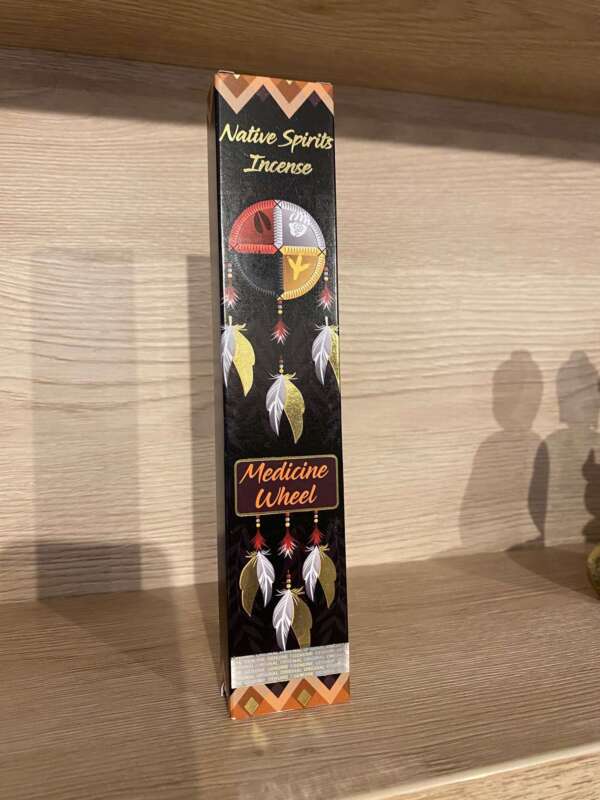 Native Spirits
Incense
Medicine
Wheel